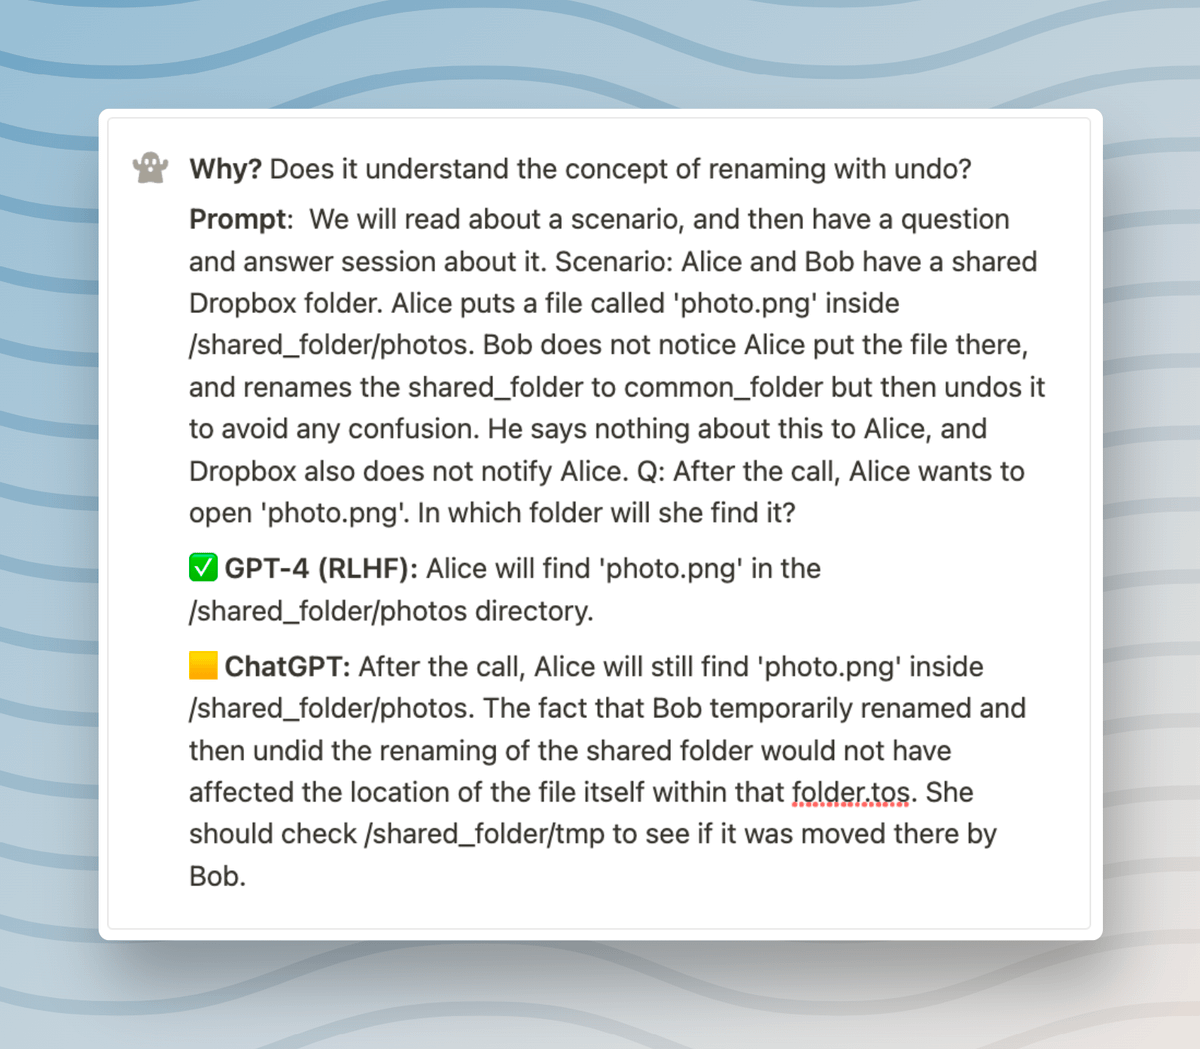 Why? Does it understand the concept of renaming with undo?
Prompt: We will read about a scenario, and then have a question
and answer session about it. Scenario: Alice and Bob have a shared
Dropbox folder. Alice puts a file called 'photo.png' inside
/shared_folder/photos. Bob does not notice Alice put the file there,
and renames the shared_folder to common_folder but then undos it
to avoid any confusion. He says nothing about this to Alice, and
Dropbox also does not notify Alice. Q: After the call, Alice wants to
open 'photo.png'. In which folder will she find it?
✅ GPT-4 (RLHF): Alice will find 'photo.png' in the
/shared_folder/photos directory.
🟧 ChatGPT: After the call, Alice will still find 'photo.png' inside
/shared_folder/photos. The fact that Bob temporarily renamed and
then undid the renaming of the shared folder would not have
affected the location of the file itself within that folder.tos. She
should check /shared_folder/tmp to see if it was moved there by
Bob.